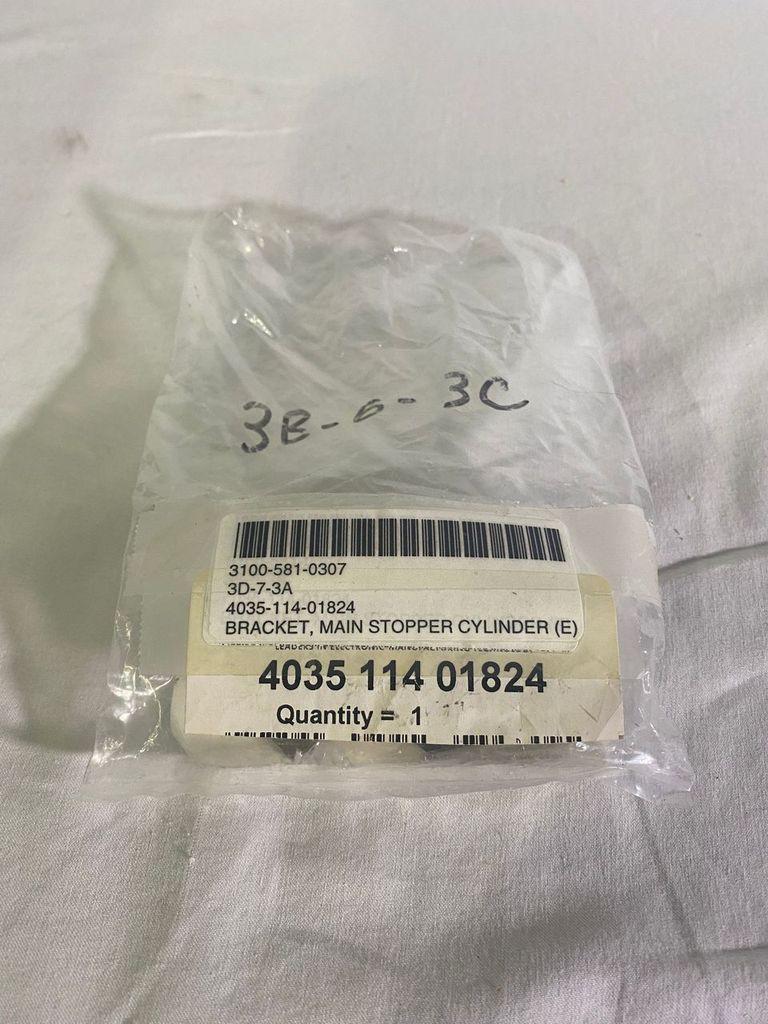 3B-6-3C
3100-581-0307
3D-7-3A
4035-114-01824
BRACKET, MAIN STOPPER CYLINDER (E)
4035 114 01824
Quantity = 1